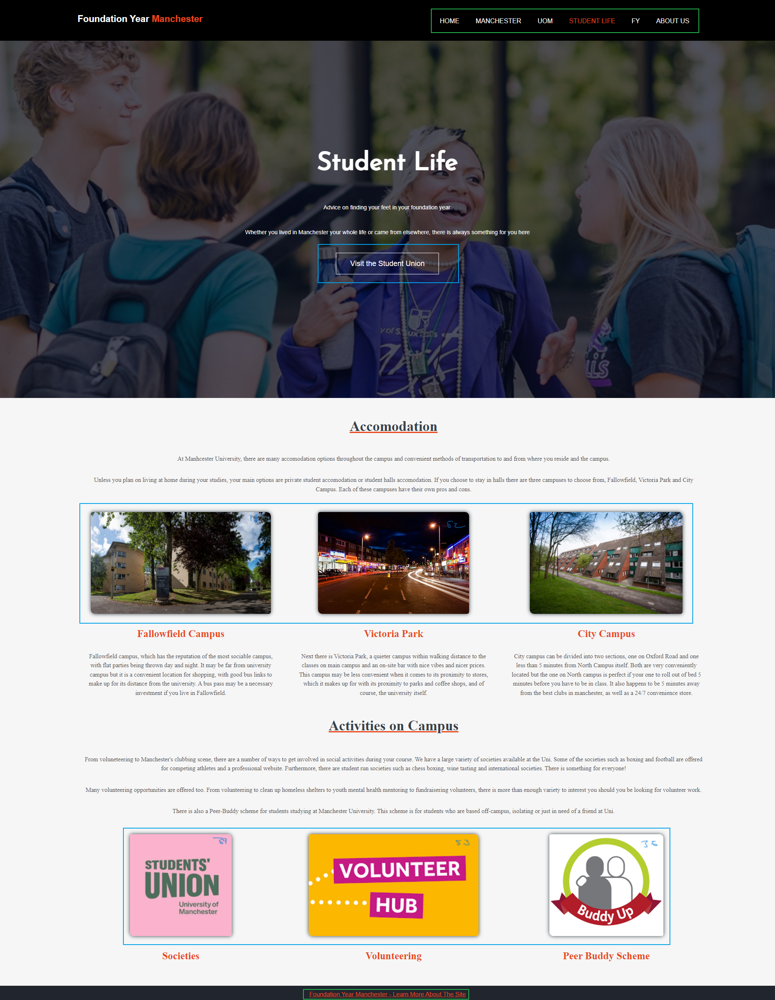 Foundation Year Manchester
HOME MANCHESTER UOM STUDENT LIFE FY ABOUT US
Student Life
Advice on finding your feet in your foundation year.
Whether you lived in Manchester your whole life or came from elsewhere, there is always something for you here
Visit the Student Union
Accomodation
At Manhcester University, there are many accomodation options throughout the campus and convenient methods of transportation to and from where you reside and the campus.
Unless you plan on living at home during your studies, your main options are private student accomodation or student halls accomodation. If you choose to stay in halls there are three campuses to choose from, Fallowfield, Victoria Park and City
Campus. Each of these campuses have their own pros and cons.
52
Fallowfield Campus
Fallowfield campus, which has the reputation of the most sociable campus,
with flat parties being thrown day and night. It may be far from university
campus but it is a convenient location for shopping, with good bus links to
make up for its distance from the university. A bus pass may be a necessary
investment if you live in Fallowfield.
Victoria Park
Next there is Victoria Park, a quieter campus within walking distance to the
classes on main campus and an on-site bar with nice vibes and nicer prices.
This campus may be less convenient when it comes to its proximity to stores,
which it makes up for with its proximity to parks and coffee shops, and of
course, the university itself.
City Campus
City campus can be divided into two sections, one on Oxford Road and one
less than 5 minutes from North Campus itself. Both are very conveniently
located but the one on North campus is perfect if your one to roll out of bed 5
minutes before you have to be in class. It also happens to be 5 minutes away
from the best clubs in manchester, as well as a 24/7 convenience store.
Activities on Campus
From voluneteering to Manchester's clubbing scene, there are a number of ways to get involved in social activities during your course. We have a large variety of societies available at the Uni. Some of the societies such as boxing and football are offered
for competing athletes and a professional website. Furthermore, there are student run societies such as chess boxing, wine tasting and international societies. There is something for everyone!
Many volunteering opportunities are offered too. From volunteering to clean up homeless shelters to youth mental health mentoring to fundraisering volunteers, there is more than enough variety to interest you should you be looking for volunteer work.
There is also a Peer-Buddy scheme for students studying at Manchester University. This scheme is for students who are based off-campus, isolating or just in need of a friend at Uni.
STUDENTS'
UNION
University of
Manchester
53
VOLUNTEER
HUB
Buddy Up
Societies
Volunteering
Peer Buddy Scheme
Foundation Year Manchester - Learn More About The Site